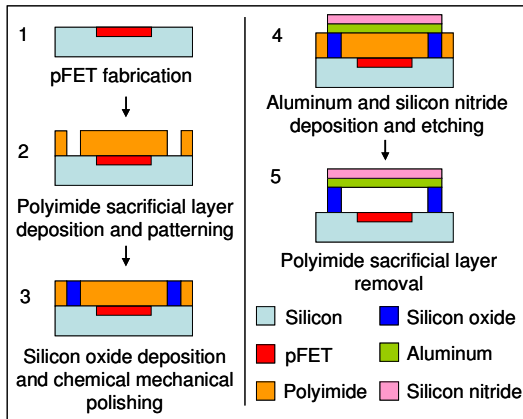 1
pFET fabrication
2
Polyimide sacrificial layer
deposition and patterning
3
Silicon oxide deposition
and chemical mechanical
polishing
4
Aluminum and silicon nitride
deposition and etching
5
Polyimide sacrificial layer
removal
Silicon
Silicon oxide
pFET
Aluminum
Polyimide
Silicon nitride